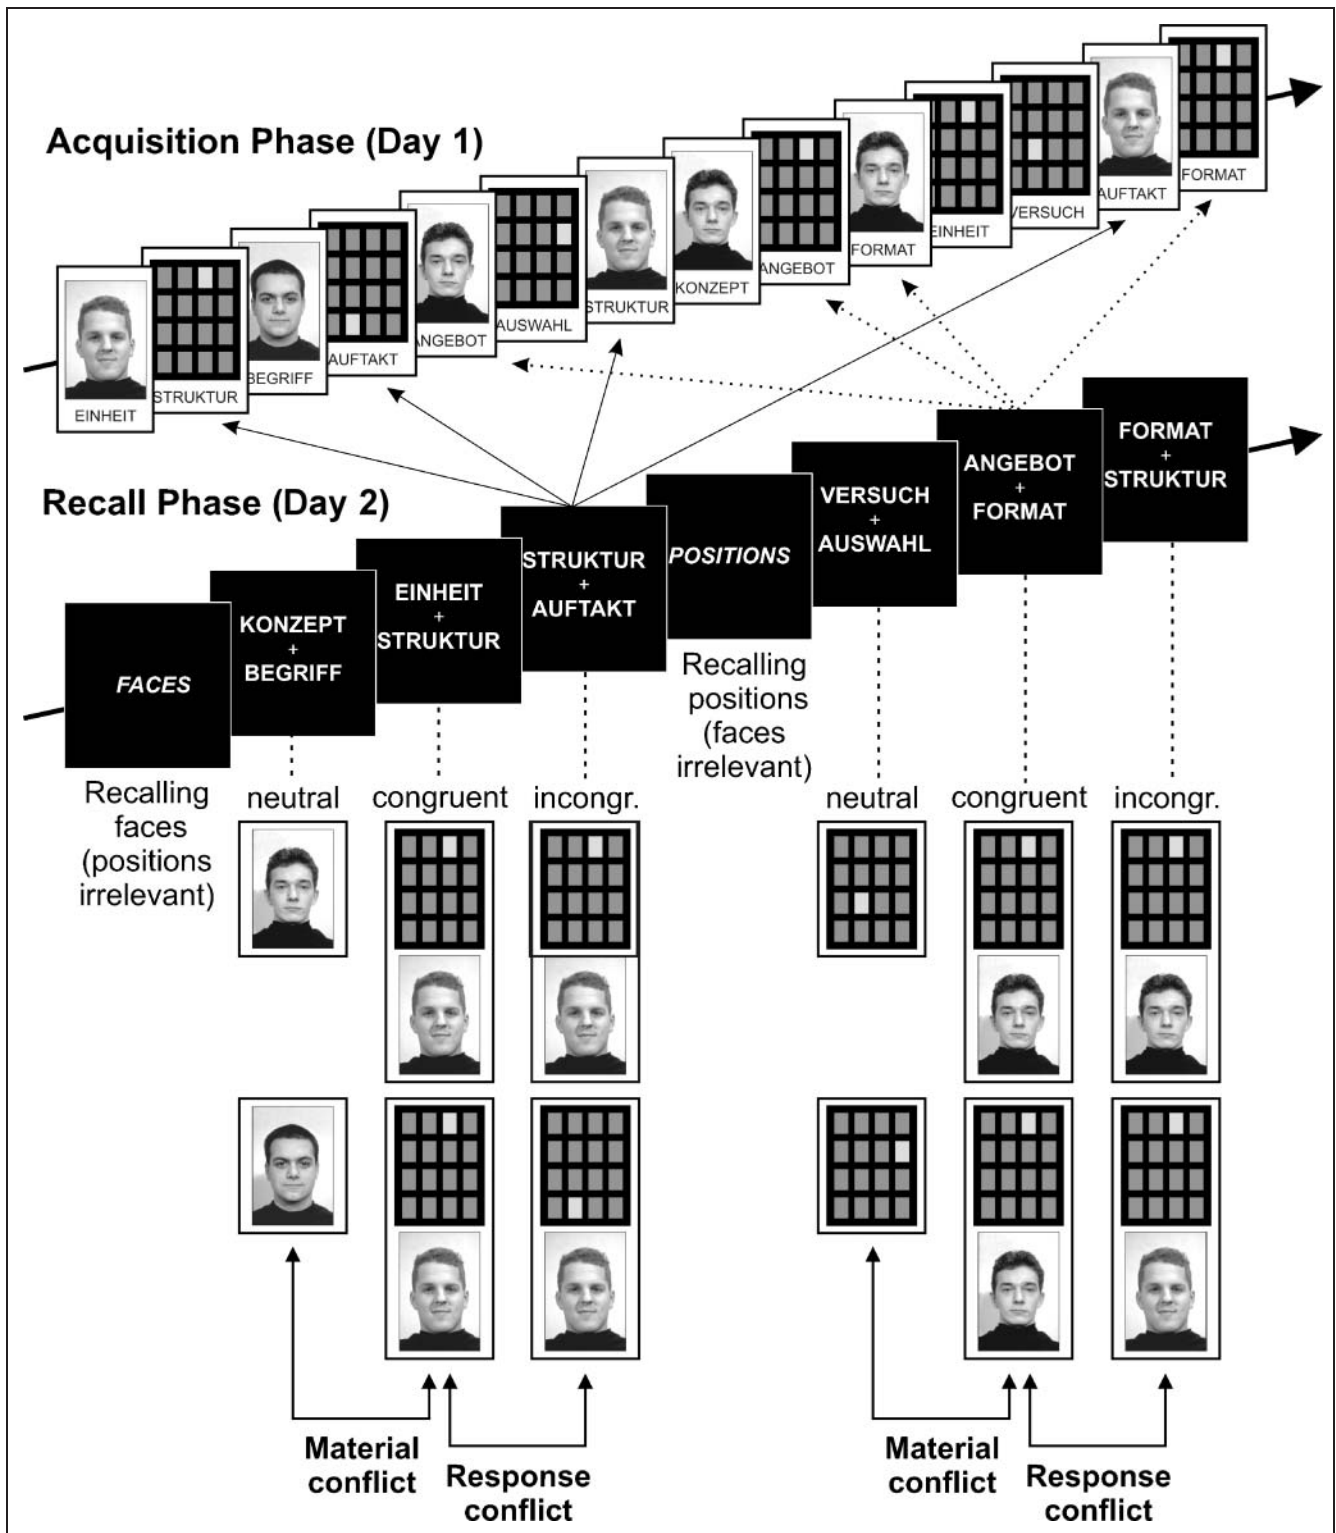 Acquisition Phase (Day 1)
EINHEIT
STRUKTUR
BEGRIFF
AUFTAKT
ANGEBOT
AUSWAHL
STRUKTUR
KONZEPT
ANGEBOT
FORMAT
EINHEIT
VERSUCH
AUFTAKT
FORMAT
Recall Phase (Day 2)
FACES
KONZEPT
+
BEGRIFF
EINHEIT
+
STRUKTUR
STRUKTUR
+
AUFTAKT
POSITIONS
VERSUCH
+
AUSWAHL
ANGEBOT
+
FORMAT
FORMAT
+
STRUKTUR
Recalling
faces
(positions
irrelevant)
neutral
congruent
incongr.
Recalling
positions
(faces
irrelevant)
neutral
congruent
incongr.
Material
conflict
Response
conflict
Material
conflict
Response
conflict